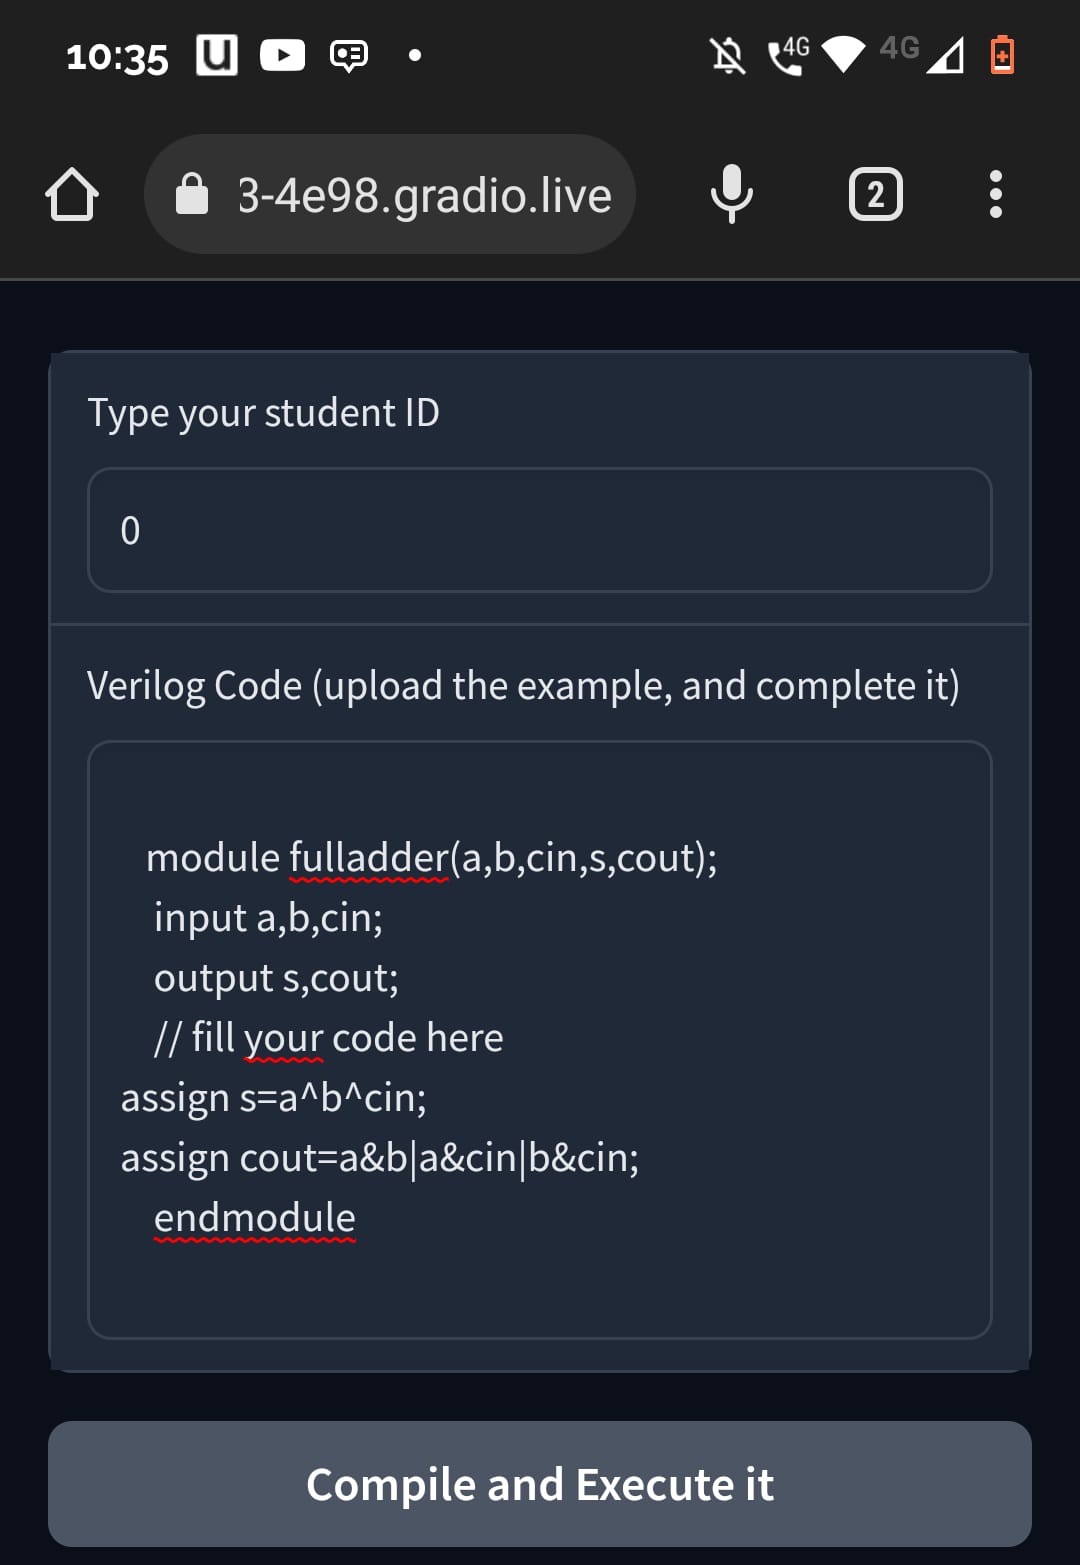 10:35
4G
4G
3-4e98.gradio.live
2
Type your student ID
0
Verilog Code (upload the example, and complete it)
module fulladder(a,b,cin,s,cout);
input a,b,cin;
output s,cout;
// fill your code here
assign s=a^b^cin;
assign cout=a&b|a&cin|b&cin;
endmodule
Compile and Execute it